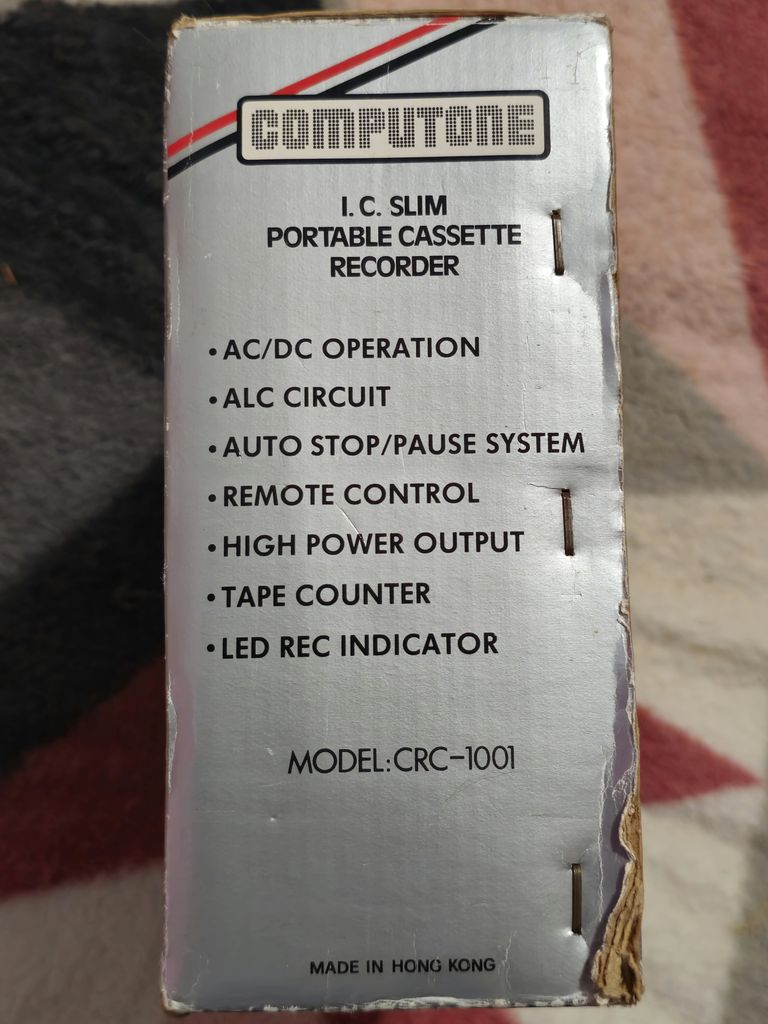 COMPUTONE
I.C. SLIM
PORTABLE CASSETTE
RECORDER
• AC/DC OPERATION
• ALC CIRCUIT
• AUTO STOP/PAUSE SYSTEM
• REMOTE CONTROL
• HIGH POWER OUTPUT
• TAPE COUNTER
• LED REC INDICATOR
MODEL: CRC-1001
MADE IN HONG KONG